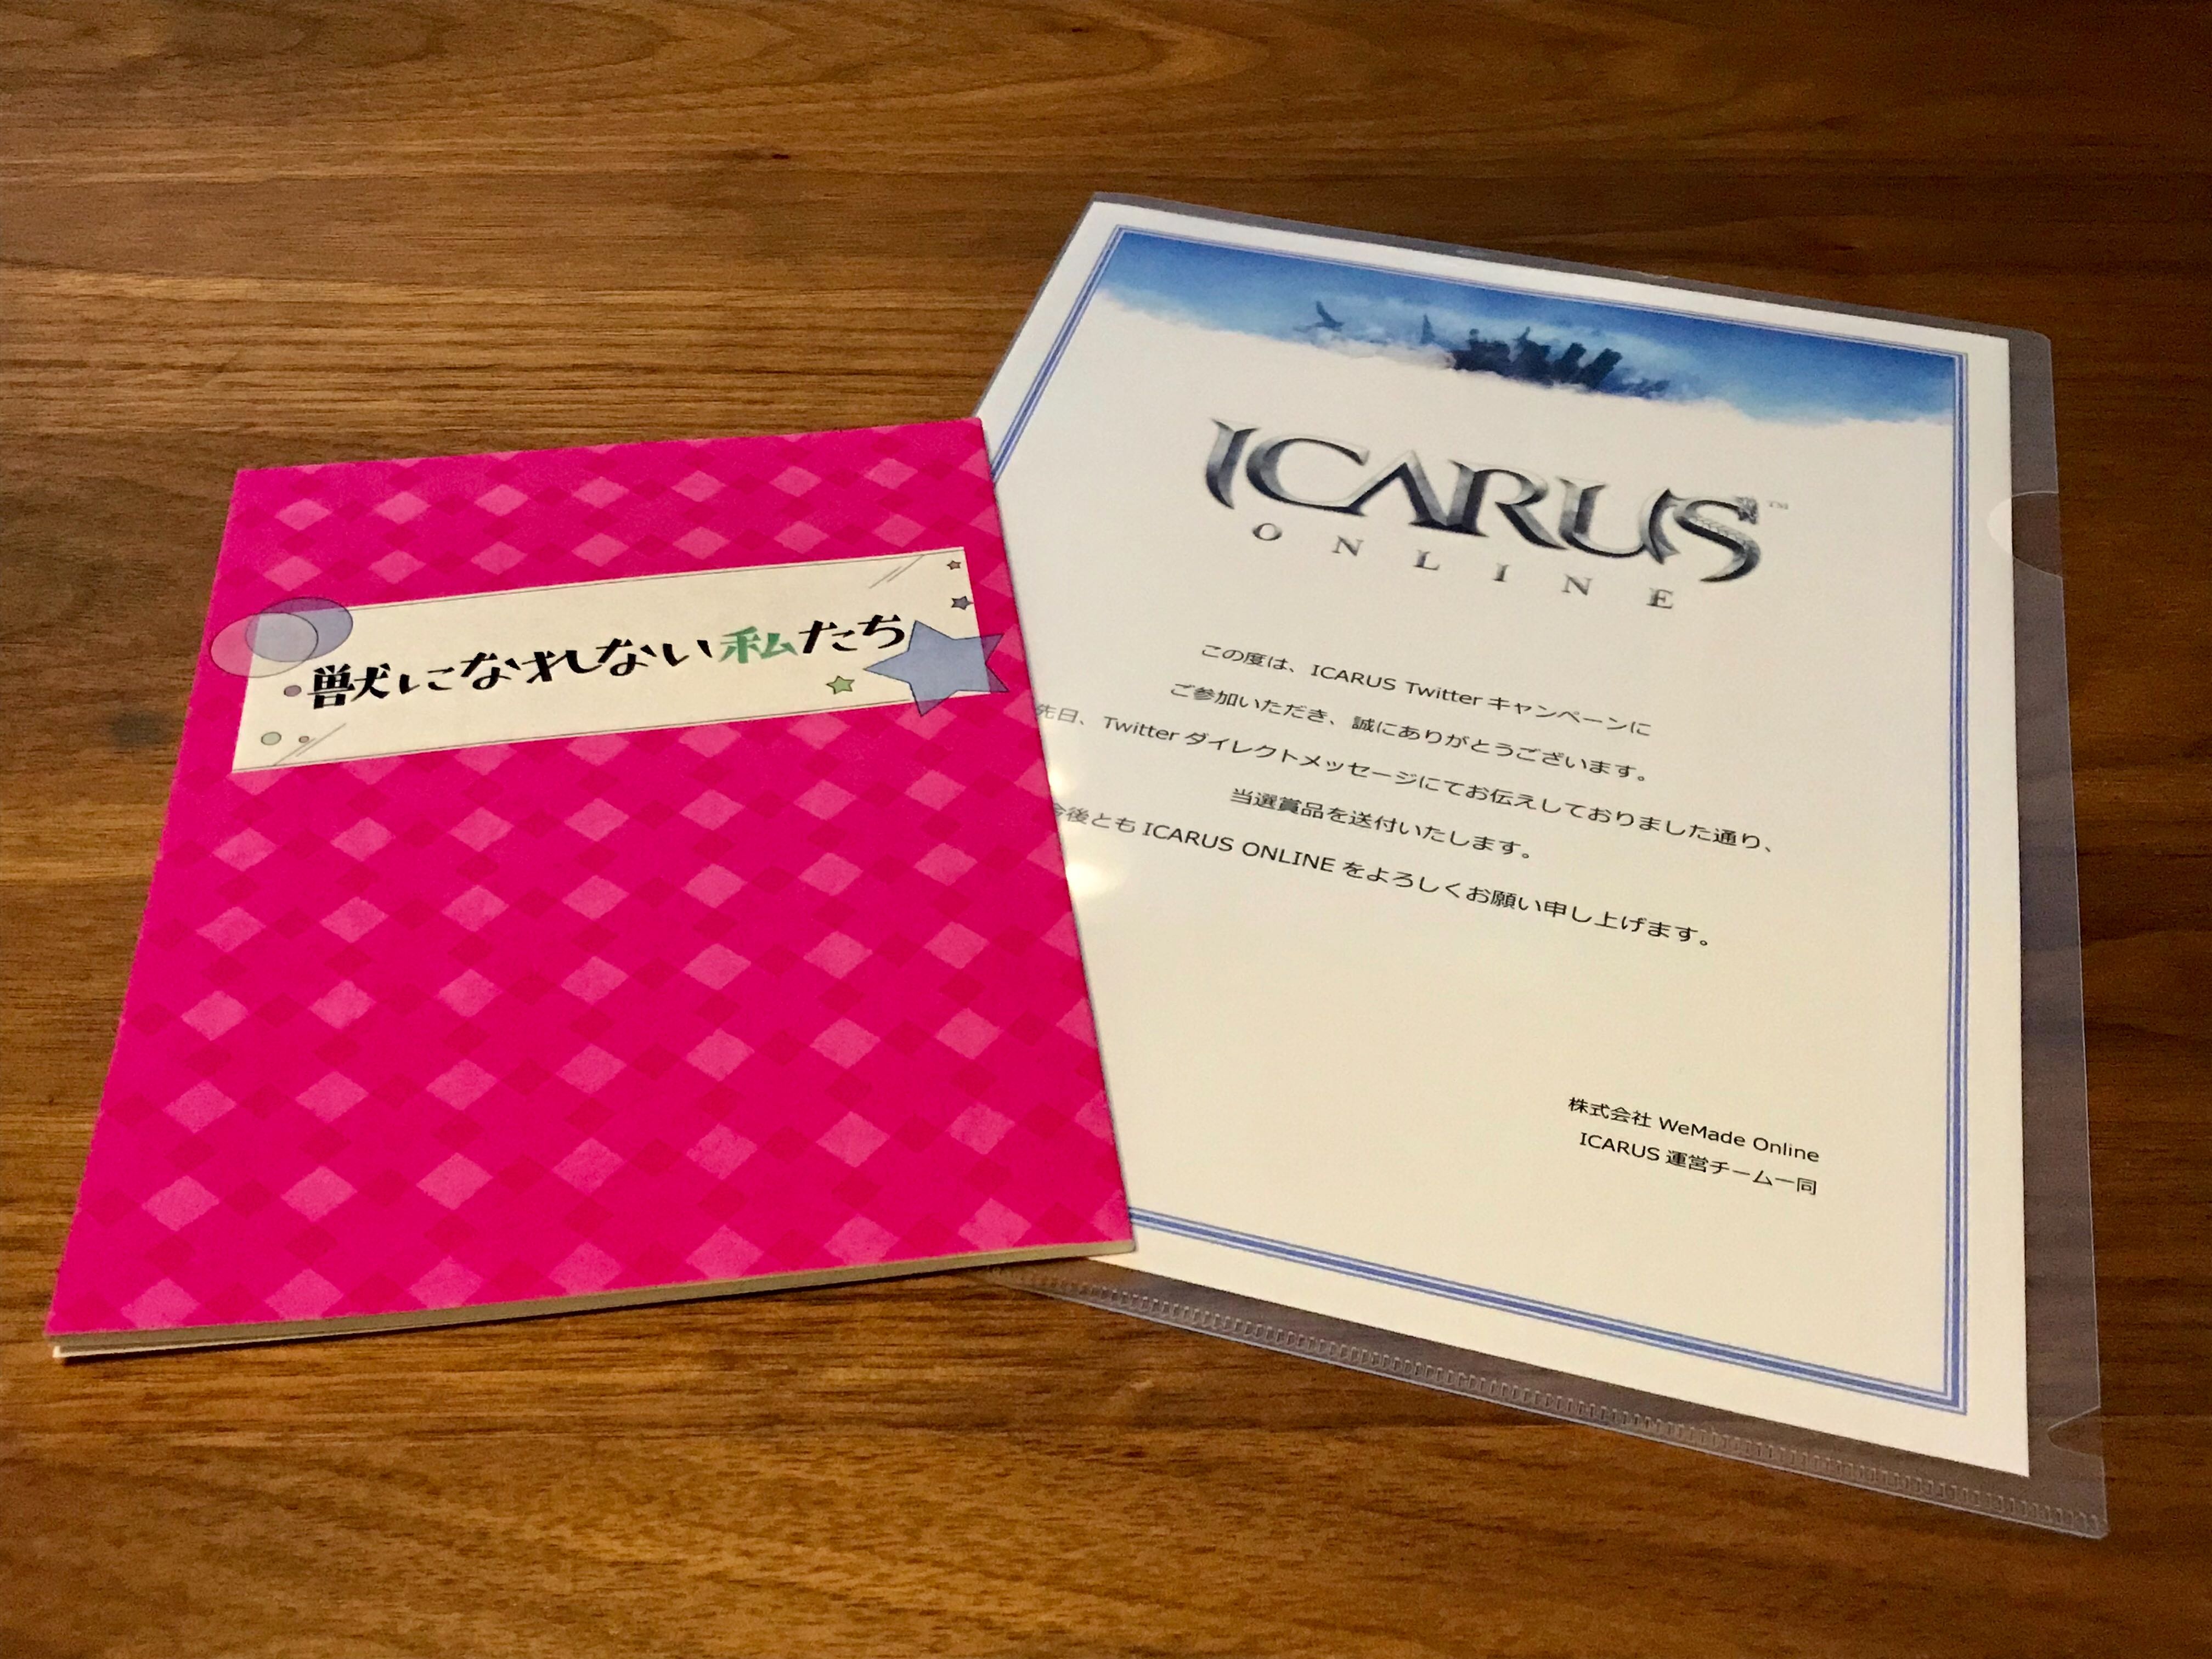 獣になれない私たち
ICARUS™
ONLINE
この度は、ICARUS Twitter キャンペーンに
ご参加いただき、誠にありがとうございます。
先日、Twitter ダイレクトメッセージにてお伝えしておりました通り、
当選賞品を送付いたします。
今後とも ICARUS ONLINE をよろしくお願い申し上げます。
株式会社 WeMade Online
ICARUS 運営チーム一同